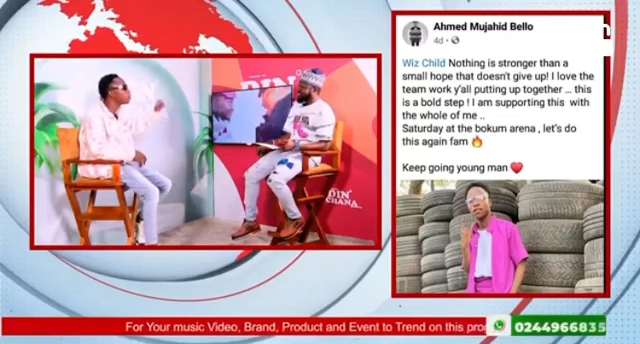 Ahmed Mujahid Bello
4d
Wiz Child Nothing is stronger than a
small hope that doesn't give up! I love the
team work y'all putting up together .. this
is a bold step ! I am supporting this with
the whole of me ..
Saturday at the bokum arena , let's do
this again fam 🔥
Keep going young man ❤️
DIN
GHANA
For Your music Video, Brand, Product and Event to Trend on this pro
0244966835